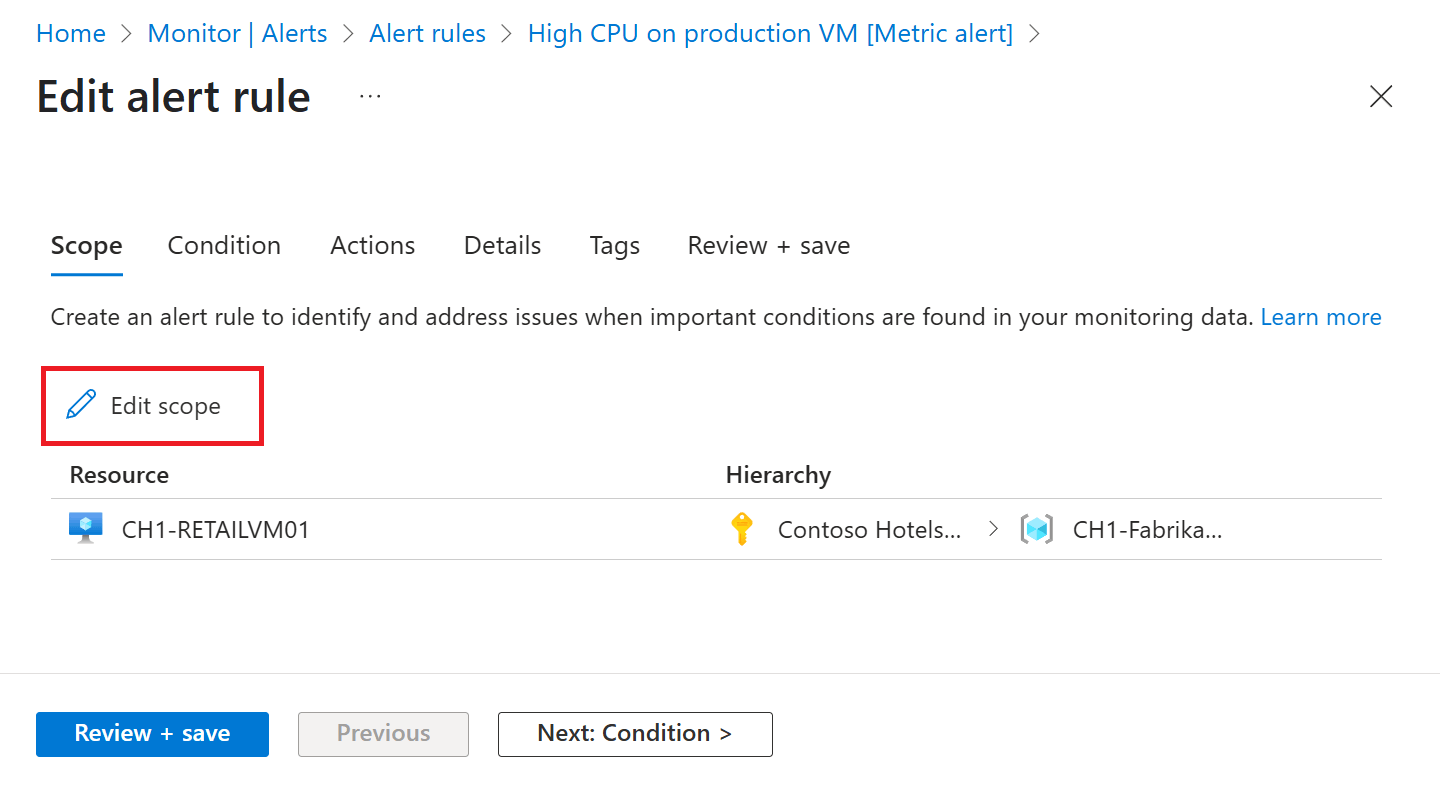 Home > Monitor | Alerts > Alert rules > High CPU on production VM [Metric alert] >
Edit alert rule ...
Scope Condition Actions Details Tags Review + save
Create an alert rule to identify and address issues when important conditions are found in your monitoring data. Learn more
Edit scope
Resource Hierarchy
CH1-RETAILVM01 Contoso Hotels... > CH1-Fabrika...
Review + save Previous Next: Condition >